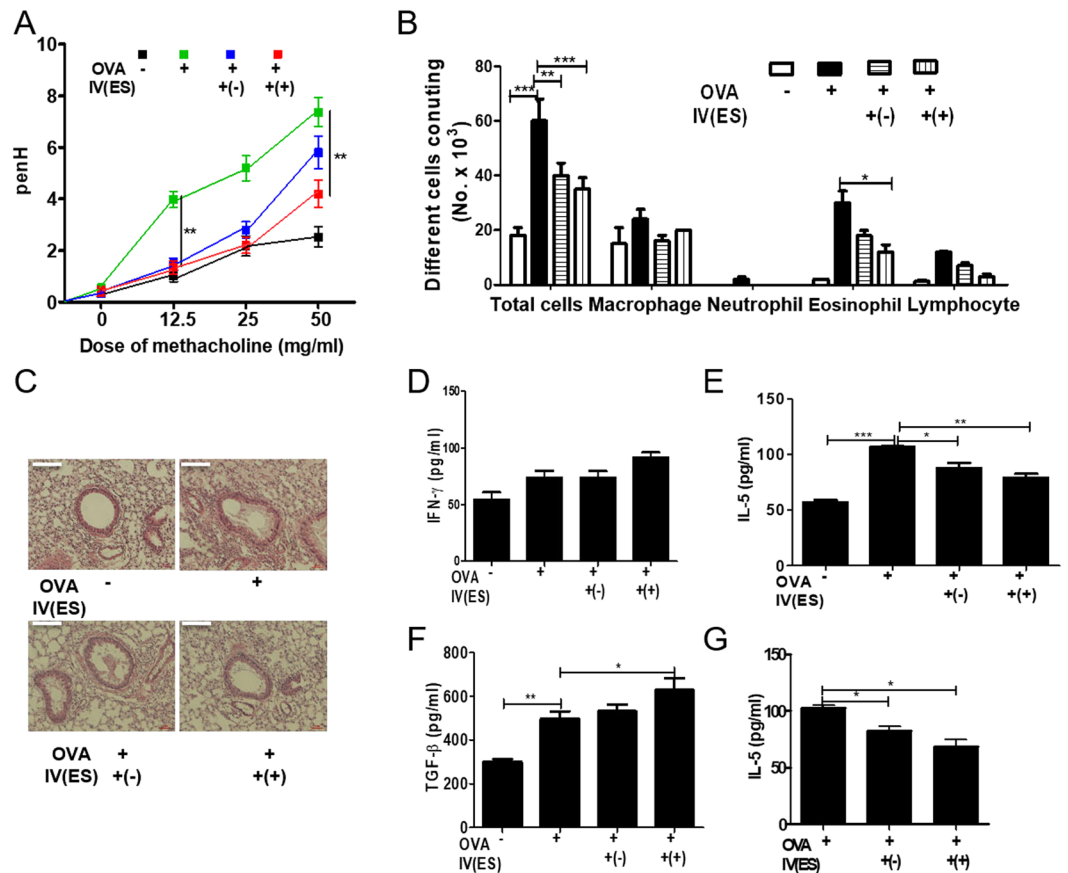 A
10
8
6
4
2
0
penH
OVA - + + +
IV(ES) +(-) +(+)
**
**
0 12.5 25 50
Dose of methacholine (mg/ml)
B
80
60
40
20
0
Different cells conuting
(No. x 10³)
*** ** ***
*
OVA - + + +
IV(ES) +(-) +(+)
Total cells Macrophage Neutrophil Eosinophil Lymphocyte
C
OVA - +
IV(ES)
OVA + +
IV(ES) +(-) +(+)
D
150
100
50
0
IFN-γ (pg/ml)
OVA - + + +
IV(ES) +(-) +(+)
E
150
100
50
0
IL-5 (pg/ml)
*** * **
OVA - + + +
IV(ES) +(-) +(+)
F
800
600
400
200
0
TGF-β (pg/ml)
** *
OVA - + + +
IV(ES) +(-) +(+)
G
150
100
50
0
IL-5 (pg/ml)
* *
OVA + + +
IV(ES) +(-) +(+)